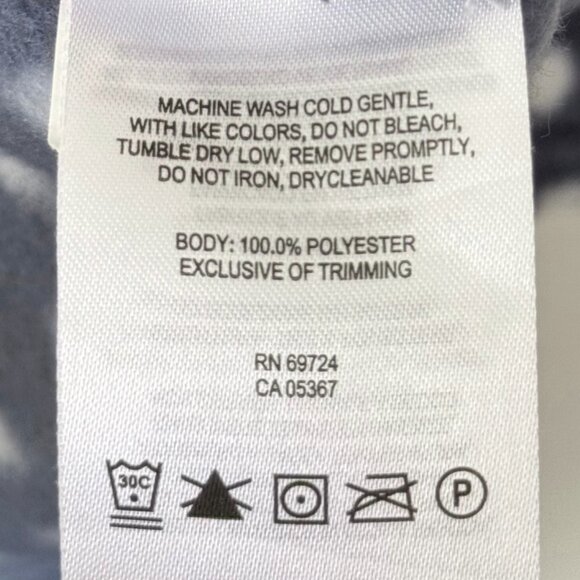 MACHINE WASH COLD GENTLE,
WITH LIKE COLORS, DO NOT BLEACH,
TUMBLE DRY LOW, REMOVE PROMPTLY,
DO NOT IRON, DRYCLEANABLE
BODY: 100.0% POLYESTER
EXCLUSIVE OF TRIMMING
RN 69724
CA 05367
30C P